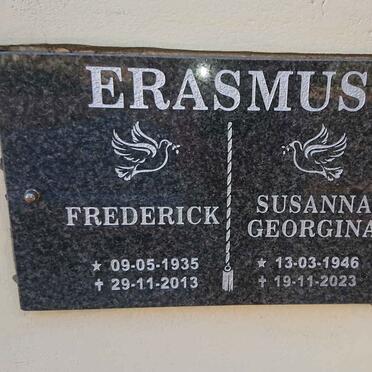 ERASMUS
FREDERICK
★ 09-05-1935
✝ 29-11-2013
SUSANNA
GEORGINA
★ 13-03-1946
✝ 19-11-2023